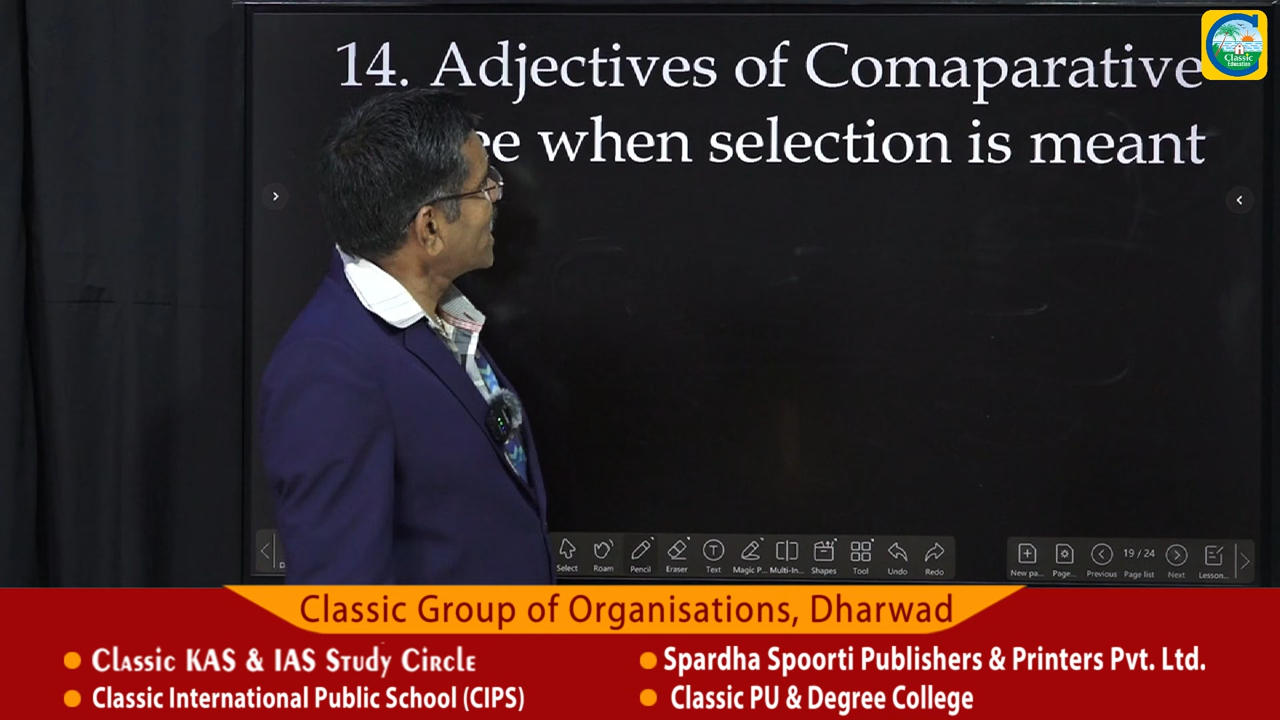 14. Adjectives of Comaparative
ee when selection is meant
Classic
Education
Select
Roam
Pencil
Eraser
Text
Magic P...
Multi-In...
Shapes
Tool
Undo
Redo
New pa...
Page...
Previous
19 / 24
Page list
Next
Lesson...
Classic Group of Organisations, Dharwad
Classic KAS & IAS Study Circle
Spardha Spoorti Publishers & Printers Pvt. Ltd.
Classic International Public School (CIPS)
Classic PU & Degree College